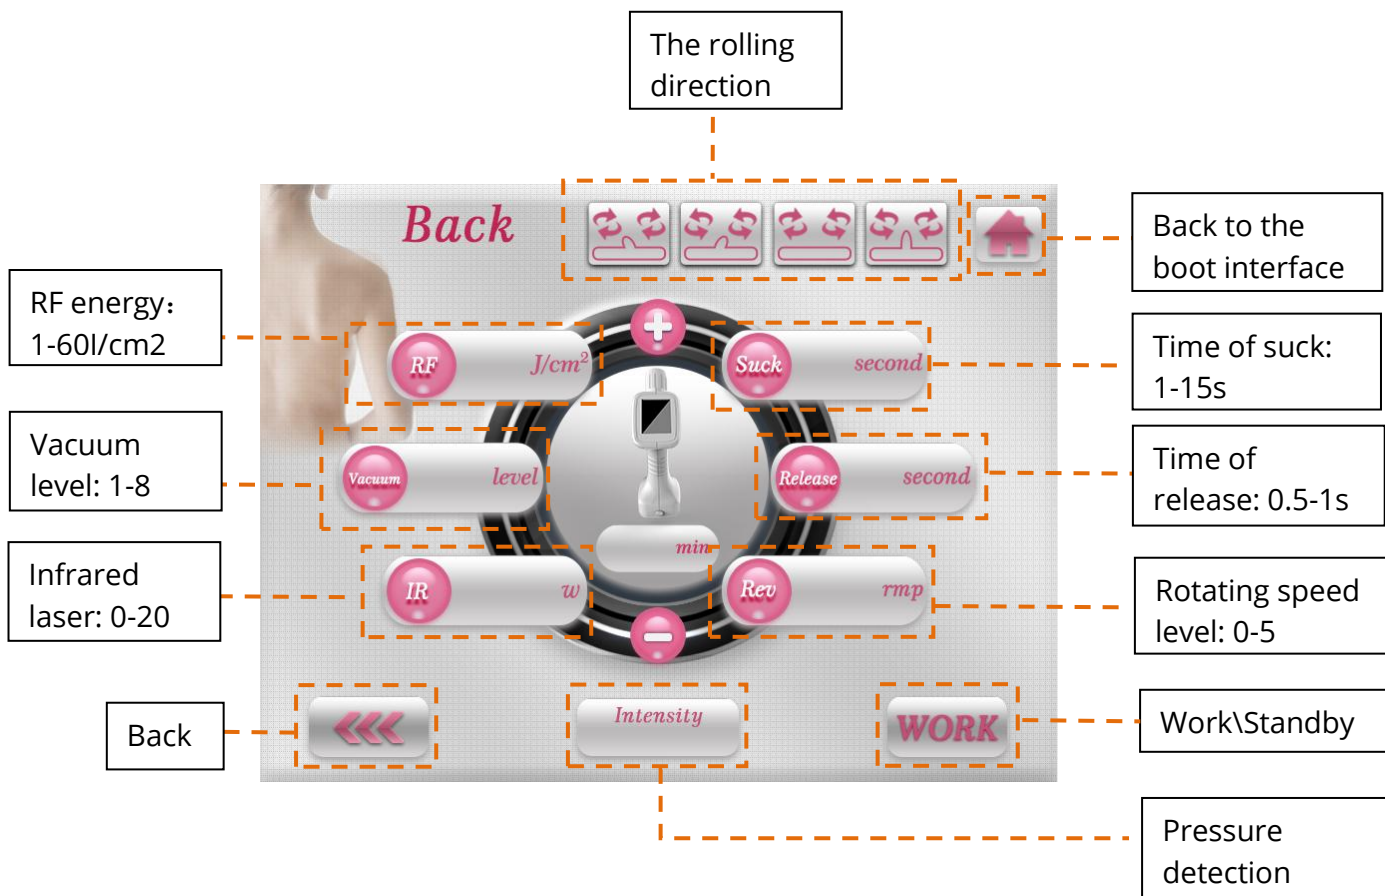 The rolling
direction
Back
Back to the
boot interface
RF energy：
1-60l/cm2
RF
J/cm²
Suck
second
Time of suck:
1-15s
Vacuum
level: 1-8
Vacuum
level
Release
second
Time of
release: 0.5-1s
min
Infrared
laser: 0-20
IR
w
Rev
rmp
Rotating speed
level: 0-5
Back
Intensity
WORK
Work\Standby
Pressure
detection